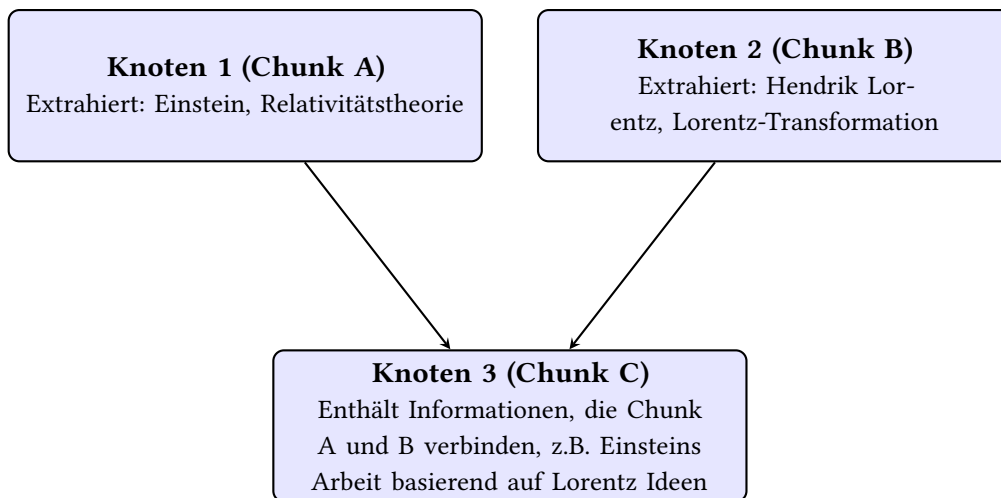 Knoten 1 (Chunk A)
Extrahiert: Einstein, Relativitätstheorie
Knoten 2 (Chunk B)
Extrahiert: Hendrik Lor-
entz, Lorentz-Transformation
Knoten 3 (Chunk C)
Enthält Informationen, die Chunk
A und B verbinden, z.B. Einsteins
Arbeit basierend auf Lorentz Ideen